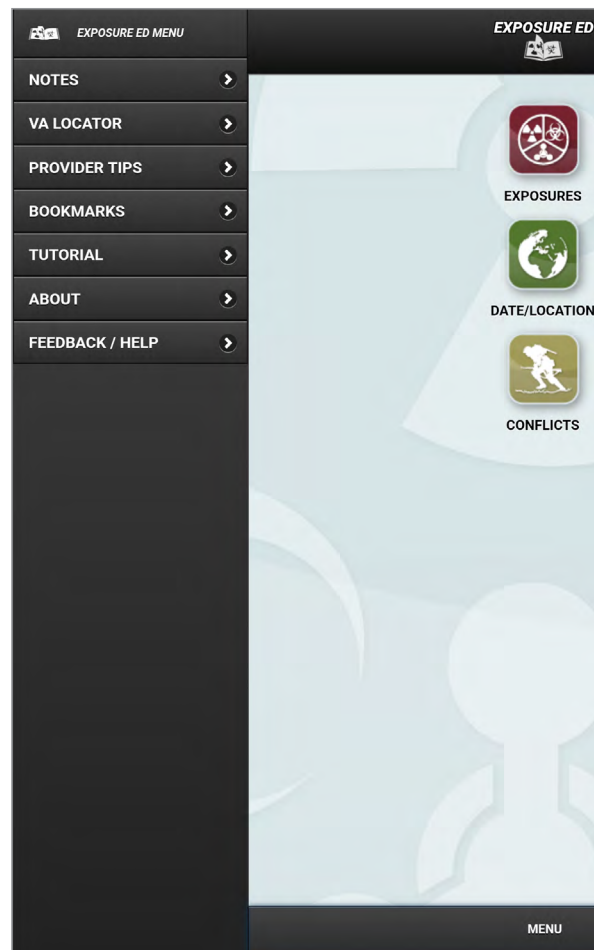 EXPOSURE ED MENU
NOTES
VA LOCATOR
PROVIDER TIPS
BOOKMARKS
TUTORIAL
ABOUT
FEEDBACK / HELP
EXPOSURE ED
EXPOSURES
DATE/LOCATION
CONFLICTS
MENU